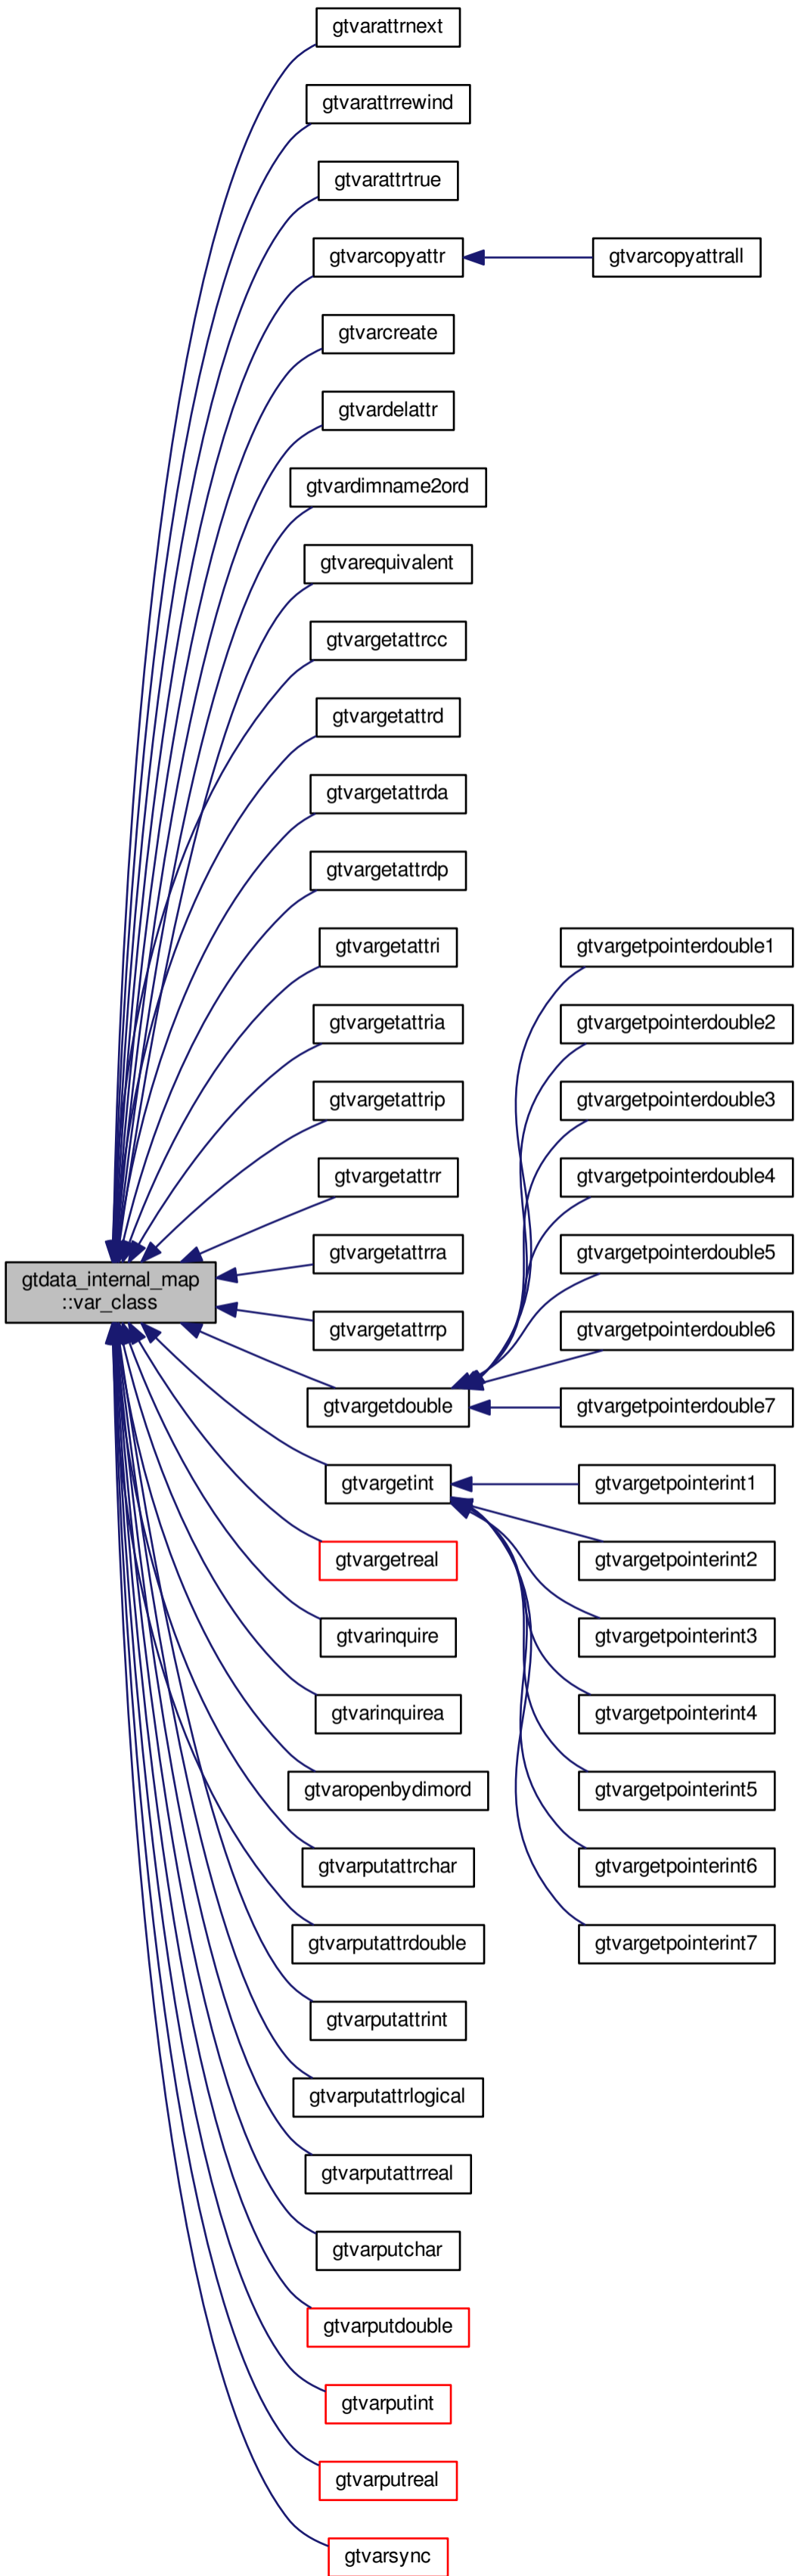 gtvarattrnext
gtvarattrrewind
gtvarattrtrue
gtvarcopyattr
gtvarcopyattrall
gtvarcreate
gtvardelattr
gtvardimname2ord
gtvarequivalent
gtvargetattrcc
gtvargetattrd
gtvargetattrda
gtvargetattrdp
gtvargetattri
gtvargetpointerdouble1
gtvargetattria
gtvargetpointerdouble2
gtvargetattrip
gtvargetpointerdouble3
gtvargetattrr
gtvargetpointerdouble4
gtvargetattrra
gtvargetpointerdouble5
gtdata_internal_map
::var_class
gtvargetattrrp
gtvargetpointerdouble6
gtvargetdouble
gtvargetpointerdouble7
gtvargetint
gtvargetpointerint1
gtvargetreal
gtvargetpointerint2
gtvarinquire
gtvargetpointerint3
gtvarinquirea
gtvargetpointerint4
gtvaropenbydimord
gtvargetpointerint5
gtvarputattrchar
gtvargetpointerint6
gtvarputattrdouble
gtvargetpointerint7
gtvarputattrint
gtvarputattrlogical
gtvarputattrreal
gtvarputchar
gtvarputdouble
gtvarputint
gtvarputreal
gtvarsync